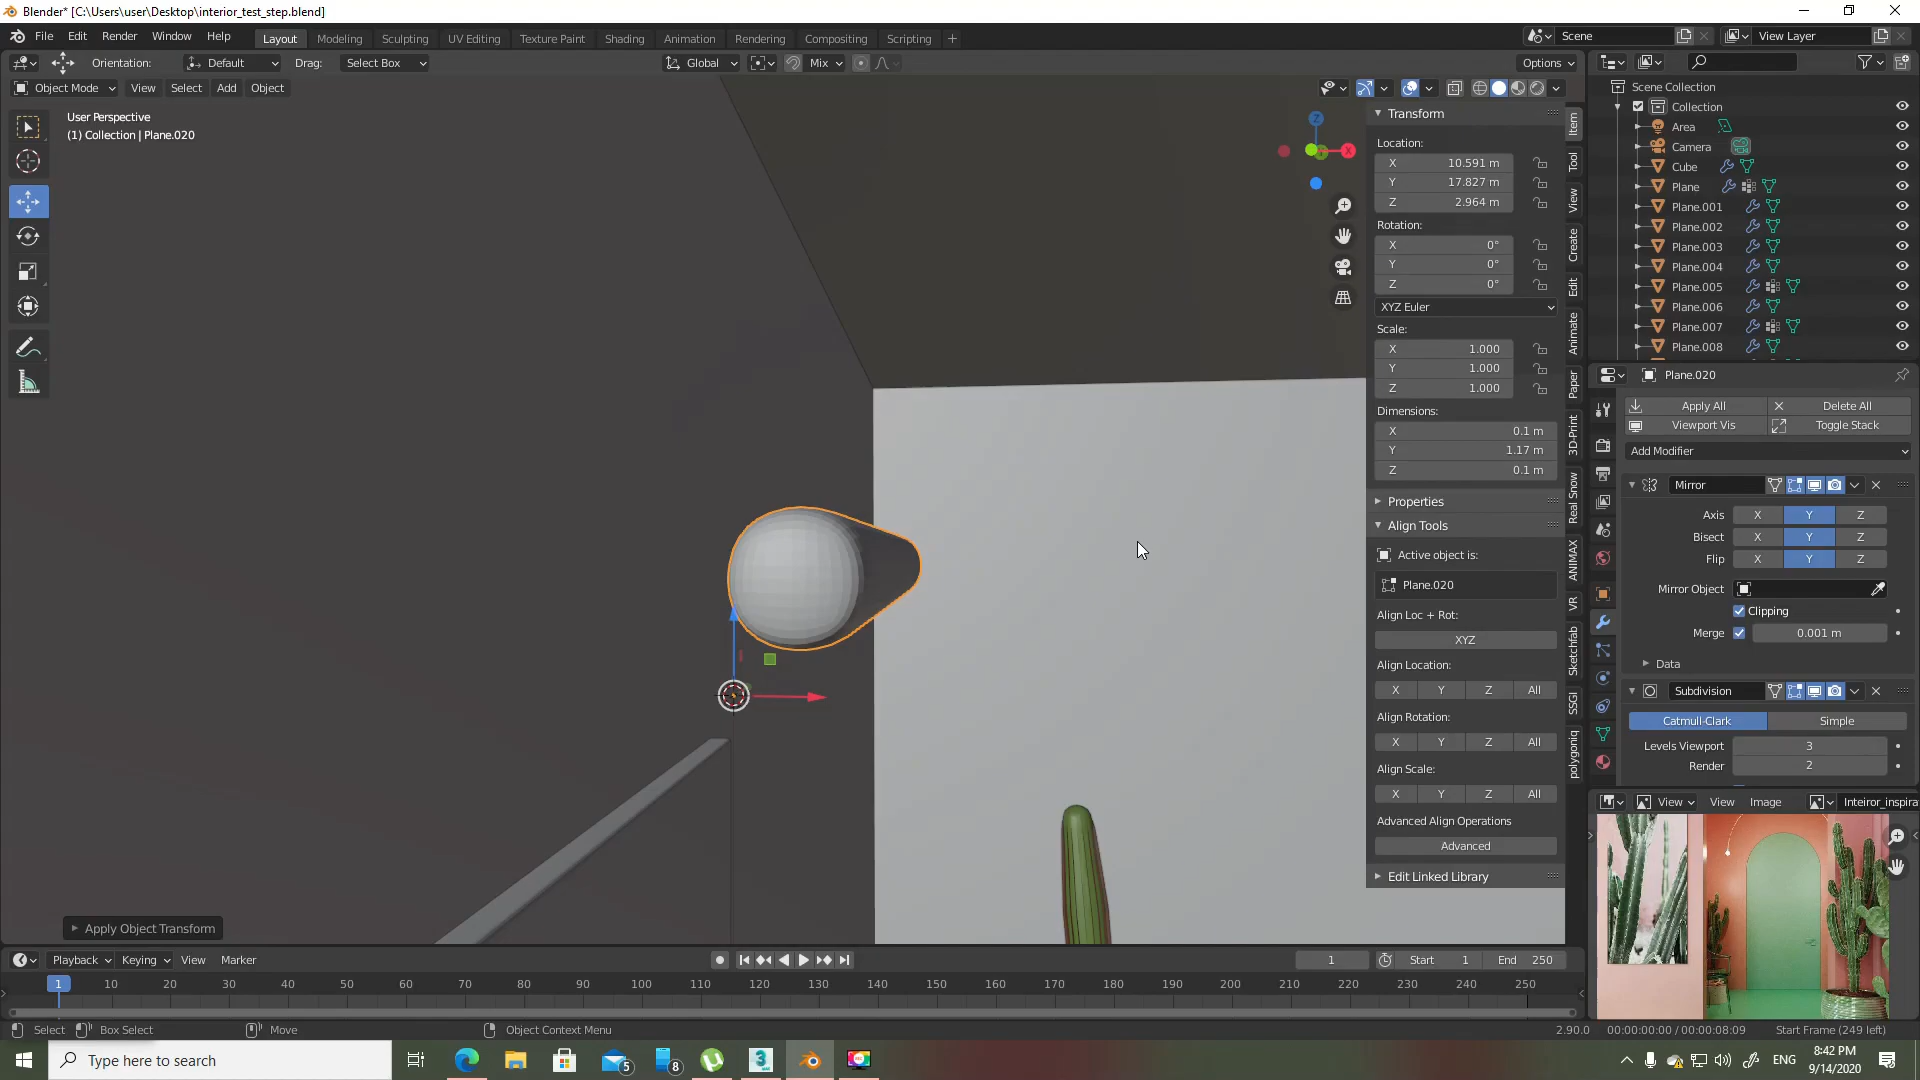 Blender* [C:\Users\user\Desktop\interior_test_step.blend]
File Edit Render Window Help
Layout Modeling Sculpting UV Editing Texture Paint Shading Animation Rendering Compositing Scripting +
Scene View Layer
Orientation: Default Drag: Select Box Global Mix Options
Object Mode View Select Add Object
User Perspective
(1) Collection | Plane.020
Transform
Location:
X 10.591 m
Y 17.827 m
Z 2.964 m
Rotation:
X 0°
Y 0°
Z 0°
XYZ Euler
Scale:
X 1.000
Y 1.000
Z 1.000
Dimensions:
X 0.1 m
Y 1.17 m
Z 0.1 m
Properties
Align Tools
Active object is:
Plane.020
Align Loc + Rot:
XYZ
Align Location:
X Y Z All
Align Rotation:
X Y Z All
Align Scale:
X Y Z All
Advanced Align Operations
Advanced
Edit Linked Library
Item
Tool
View
Create
Edit
Animate
Paper
3D-Print
Real Snow
ANIMAX
VR
Sketchfab
SSGI
polygoniq
Z
X
Scene Collection
Collection
Area
Camera
Cube
Plane
Plane.001
Plane.002
Plane.003
Plane.004
Plane.005
Plane.006
Plane.007
Plane.008
Plane.020
Apply All Delete All
Viewport Vis Toggle Stack
Add Modifier
Mirror
Axis X Y Z
Bisect X Y Z
Flip X Y Z
Mirror Object
Clipping
Merge 0.001 m
Data
Subdivision
Catmull-Clark Simple
Levels Viewport 3
Render 2
View View Image Inteiror_inspira
Apply Object Transform
Playback Keying View Marker 1 Start 1 End 250
1 10 20 30 40 50 60 70 80 90 100 110 120 130 140 150 160 170 180 190 200 210 220 230 240 250
Select Box Select Move Object Context Menu 2.90.0 00:00:00:00 / 00:00:08:09 Start Frame (249 left)
Type here to search 5 8 3 ENG
8:42 PM
9/14/2020